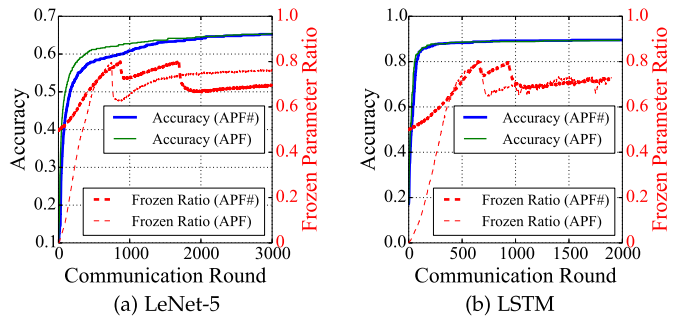 0.7
0.6
0.5
0.4
0.3
0.2
0.1
Accuracy
Accuracy (APF#)
Accuracy (APF)
Frozen Ratio (APF#)
Frozen Ratio (APF)
1.0
0.8
0.6
0.4
0.2
0
Frozen Parameter Ratio
0 1000 2000 3000
Communication Round
(a) LeNet-5
1.0
0.8
0.6
0.4
0.2
0.0
Accuracy
Accuracy (APF#)
Accuracy (APF)
Frozen Ratio (APF#)
Frozen Ratio (APF)
1.0
0.8
0.6
0.4
0.2
0
Frozen Parameter Ratio
0 500 1000 1500 2000
Communication Round
(b) LSTM